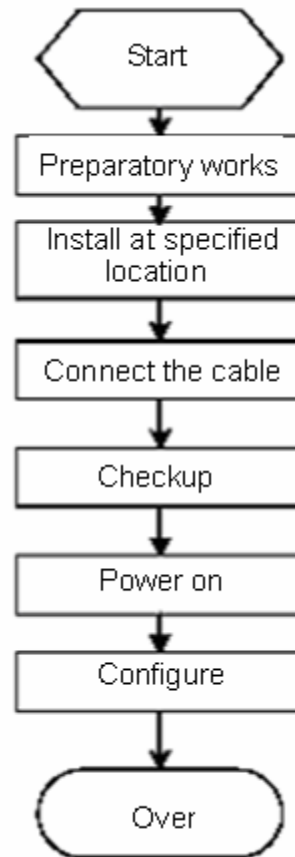 Start
Preparatory works
Install at specified
location
Connect the cable
Checkup
Power on
Configure
Over